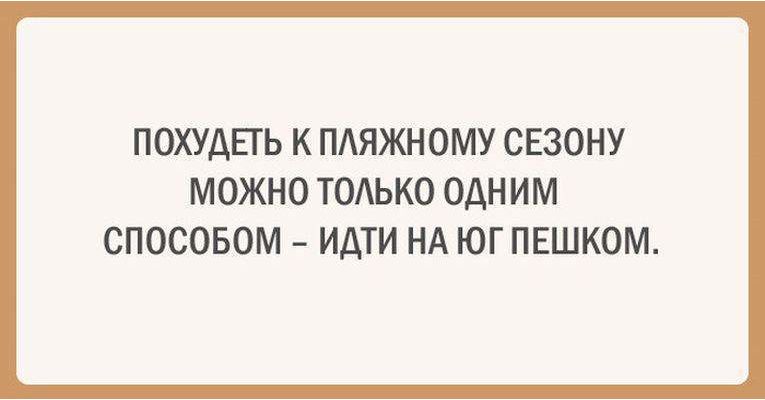 ПОХУДЕТЬ К ПЛЯЖНОМУ СЕЗОНУ
МОЖНО ТОЛЬКО ОДНИМ
СПОСОБОМ – ИДТИ НА ЮГ ПЕШКОМ.